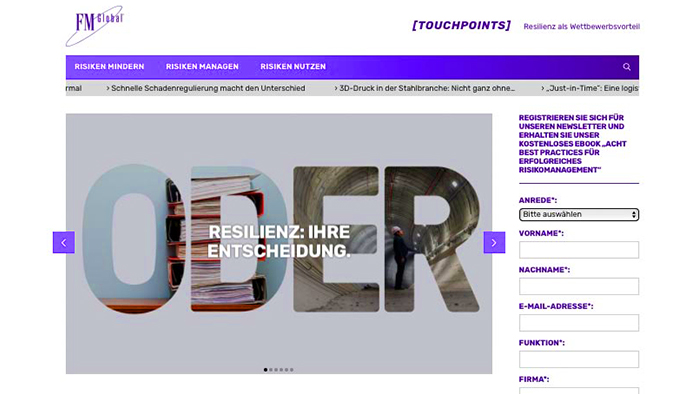 FM Global
[TOUCHPOINTS]
Resilienz als Wettbewerbsvorteil
RISIKEN MINDERN
RISIKEN MANAGEN
RISIKEN NUTZEN
rmal
› Schnelle Schadenregulierung macht den Unterschied
› 3D-Druck in der Stahlbranche: Nicht ganz ohne...
› „Just-in-Time“: Eine logis
ODER
RESILIENZ: IHRE
ENTSCHEIDUNG.
REGISTRIEREN SIE SICH FÜR
UNSEREN NEWSLETTER UND
ERHALTEN SIE UNSER
KOSTENLOSES EBOOK „ACHT
BEST PRACTICES FÜR
ERFOLGREICHES
RISIKOMANAGEMENT“
ANREDE*:
Bitte auswählen
VORNAME*:
NACHNAME*:
E-MAIL-ADRESSE*:
FUNKTION*:
FIRMA*: